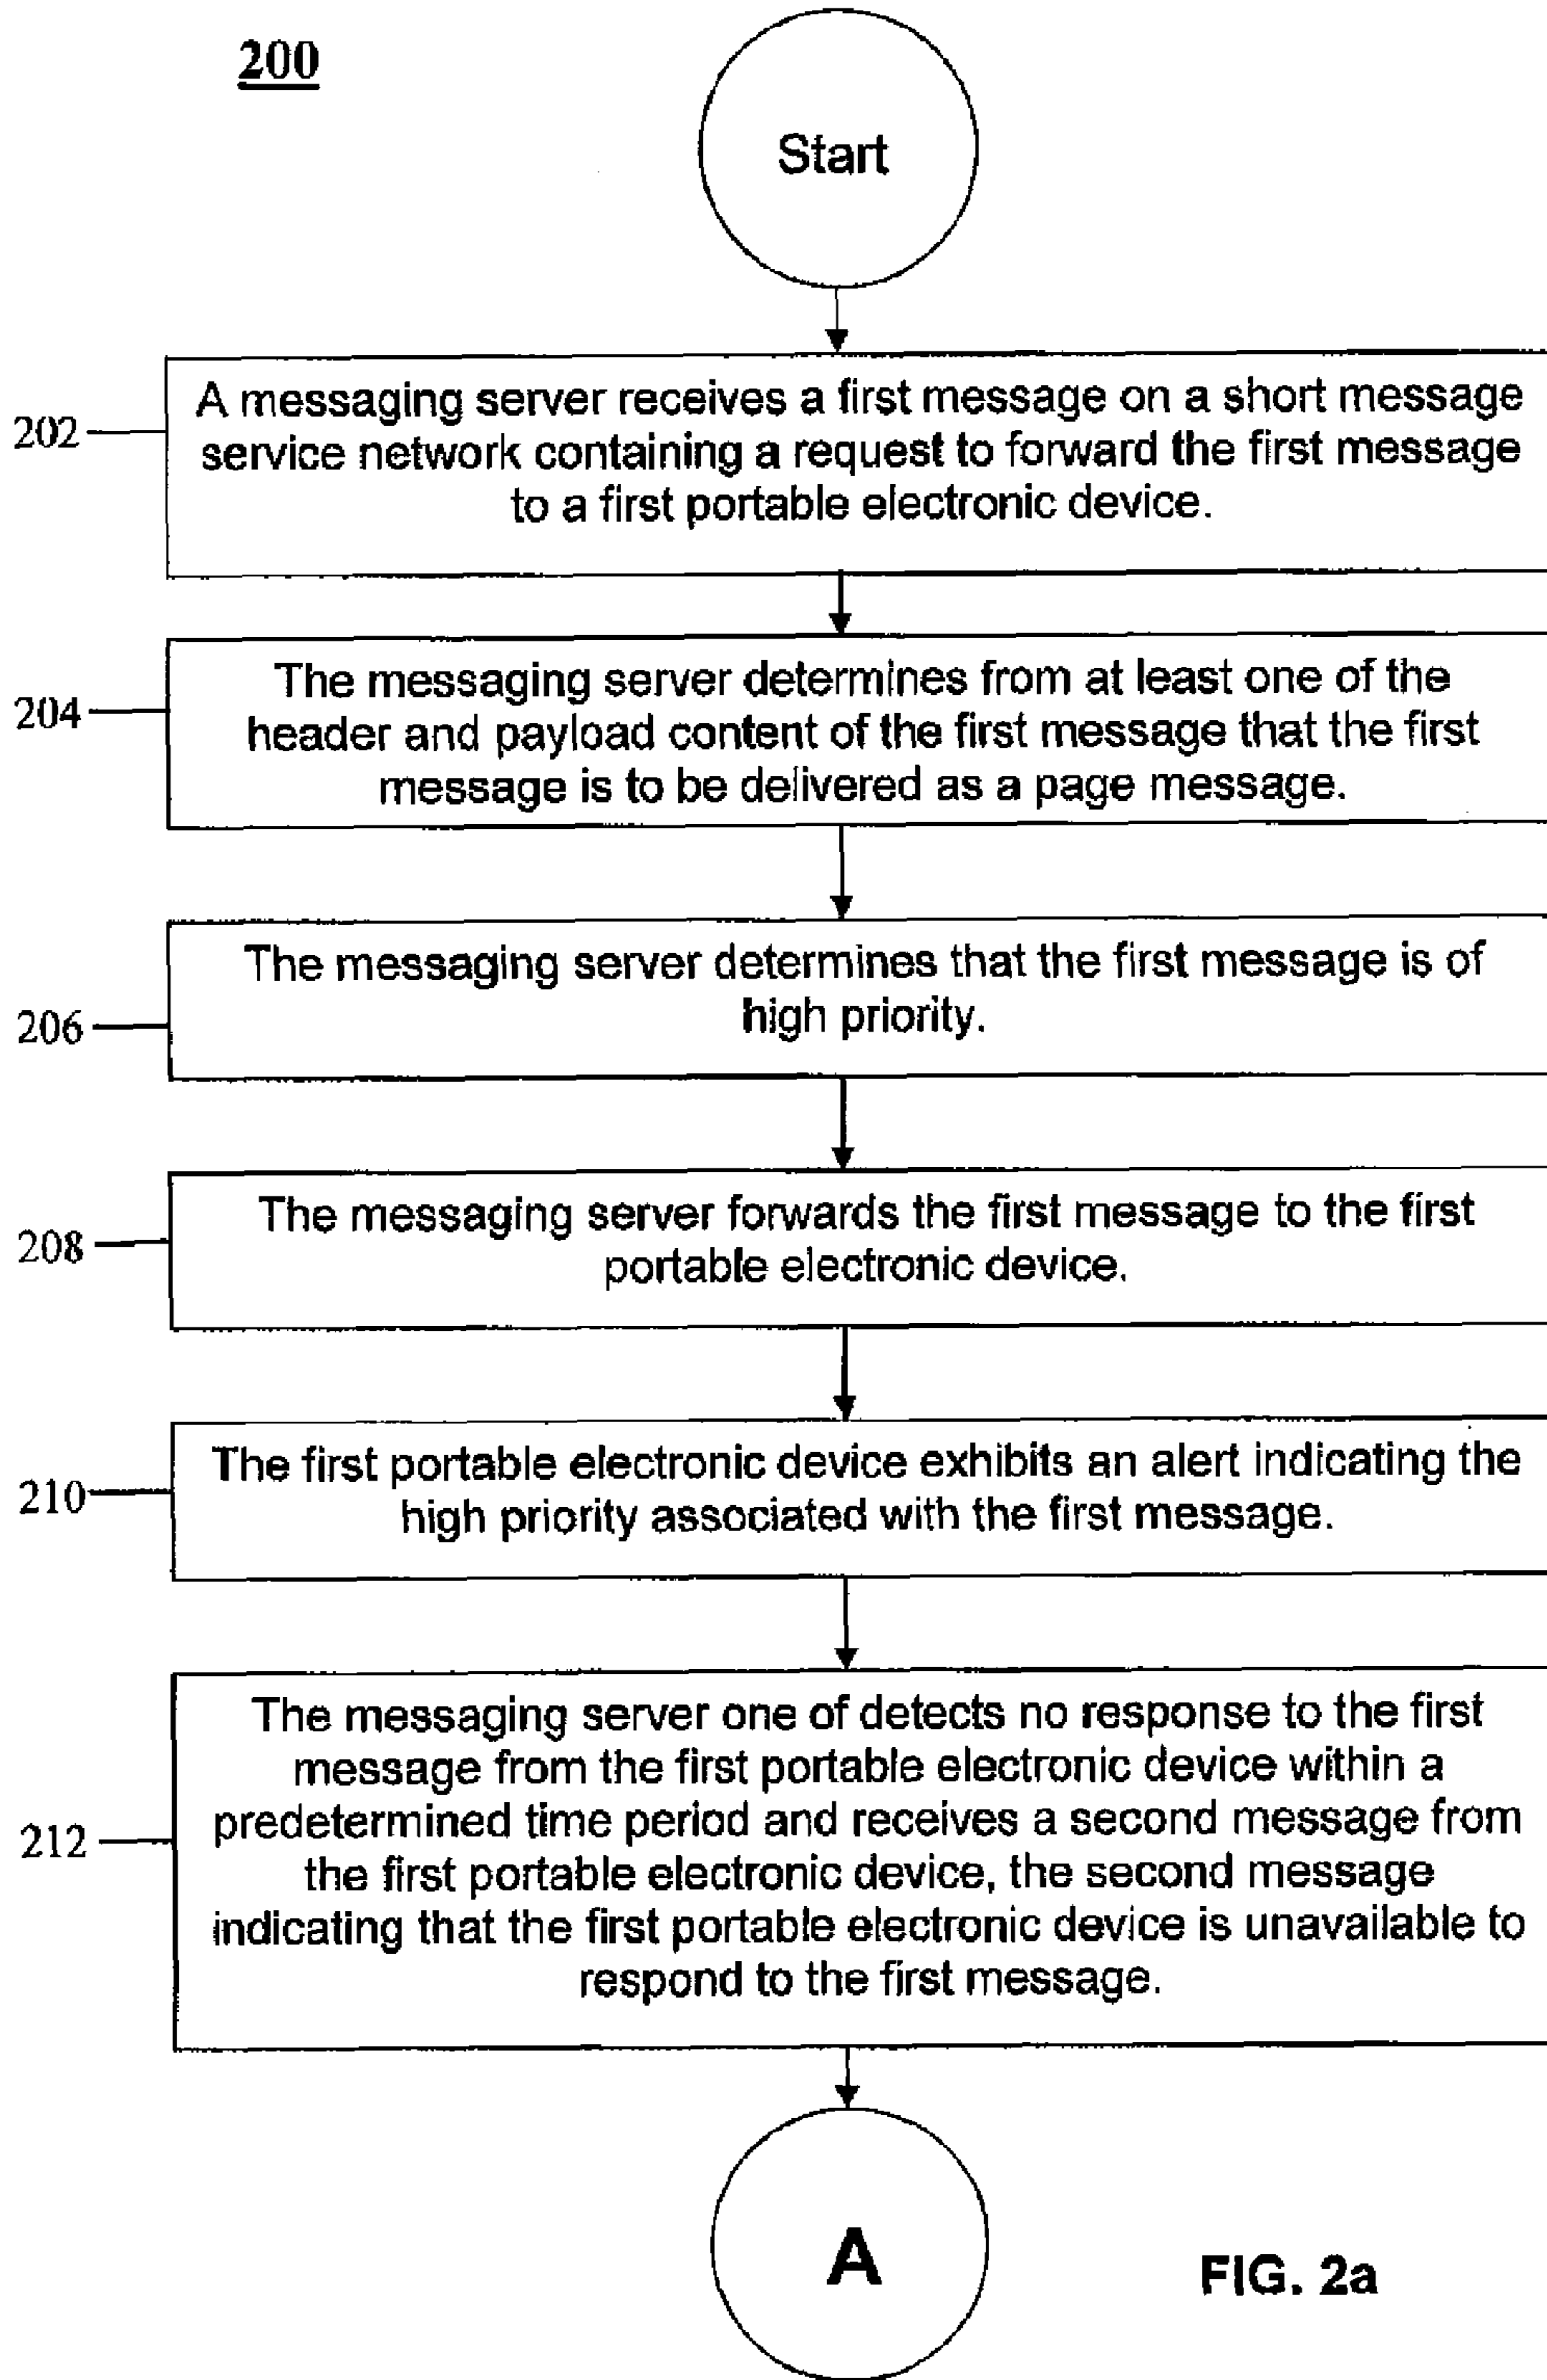 200
Start
202
A messaging server receives a first message on a short message
service network containing a request to forward the first message
to a first portable electronic device.
204
The messaging server determines from at least one of the
header and payload content of the first message that the first
message is to be delivered as a page message.
206
The messaging server determines that the first message is of
high priority.
208
The messaging server forwards the first message to the first
portable electronic device.
210
The first portable electronic device exhibits an alert indicating the
high priority associated with the first message.
212
The messaging server one of detects no response to the first
message from the first portable electronic device within a
predetermined time period and receives a second message from
the first portable electronic device, the second message
indicating that the first portable electronic device is unavailable to
respond to the first message.
A
FIG. 2a